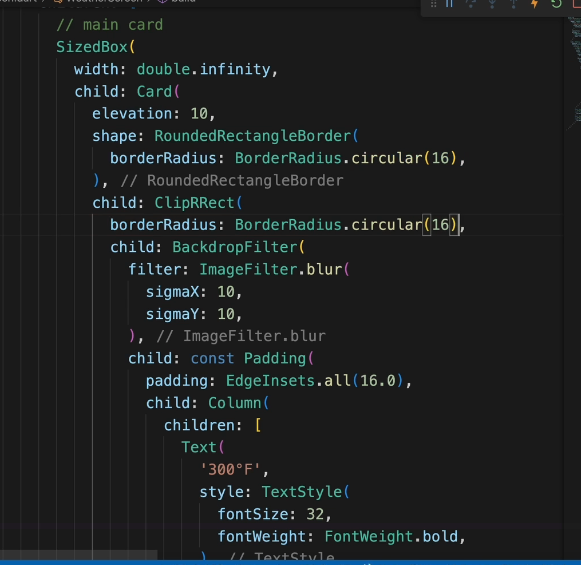 // main card
SizedBox(
width: double.infinity,
child: Card(
elevation: 10,
shape: RoundedRectangleBorder(
borderRadius: BorderRadius.circular(16),
), // RoundedRectangleBorder
child: ClipRRect(
borderRadius: BorderRadius.circular(16),
child: BackdropFilter(
filter: ImageFilter.blur(
sigmaX: 10,
sigmaY: 10,
), // ImageFilter.blur
child: const Padding(
padding: EdgeInsets.all(16.0),
child: Column(
children: [
Text(
'300°F',
style: TextStyle(
fontSize: 32,
fontWeight: FontWeight.bold,
), // TextStyle